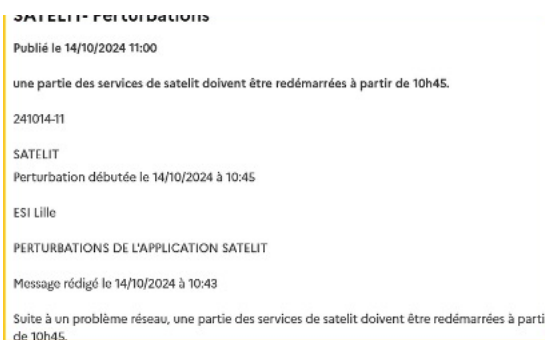 SATELIT- Perturbations
Publié le 14/10/2024 11:00
une partie des services de satelit doivent être redémarrées à partir de 10h45.
241014-11
SATELIT
Perturbation débutée le 14/10/2024 à 10:45
ESI Lille
PERTURBATIONS DE L'APPLICATION SATELIT
Message rédigé le 14/10/2024 à 10:43
Suite à un problème réseau, une partie des services de satelit doivent être redémarrées à parti
de 10h45.